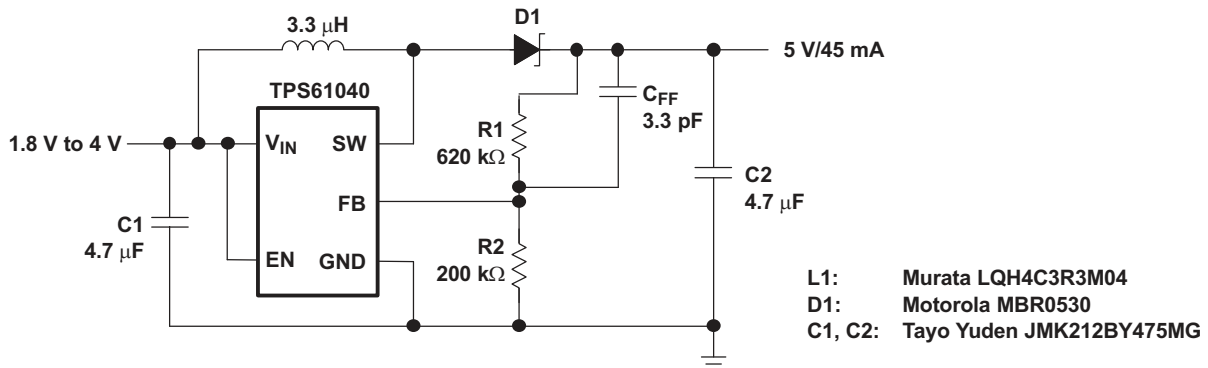 D1
3.3 μH
5 V/45 mA
TPS61040
CFF
3.3 pF
1.8 V to 4 V
VIN
SW
R1
620 kΩ
C2
4.7 μF
FB
C1
4.7 μF
R2
200 kΩ
EN
GND
L1: Murata LQH4C3R3M04
D1: Motorola MBR0530
C1, C2: Tayo Yuden JMK212BY475MG